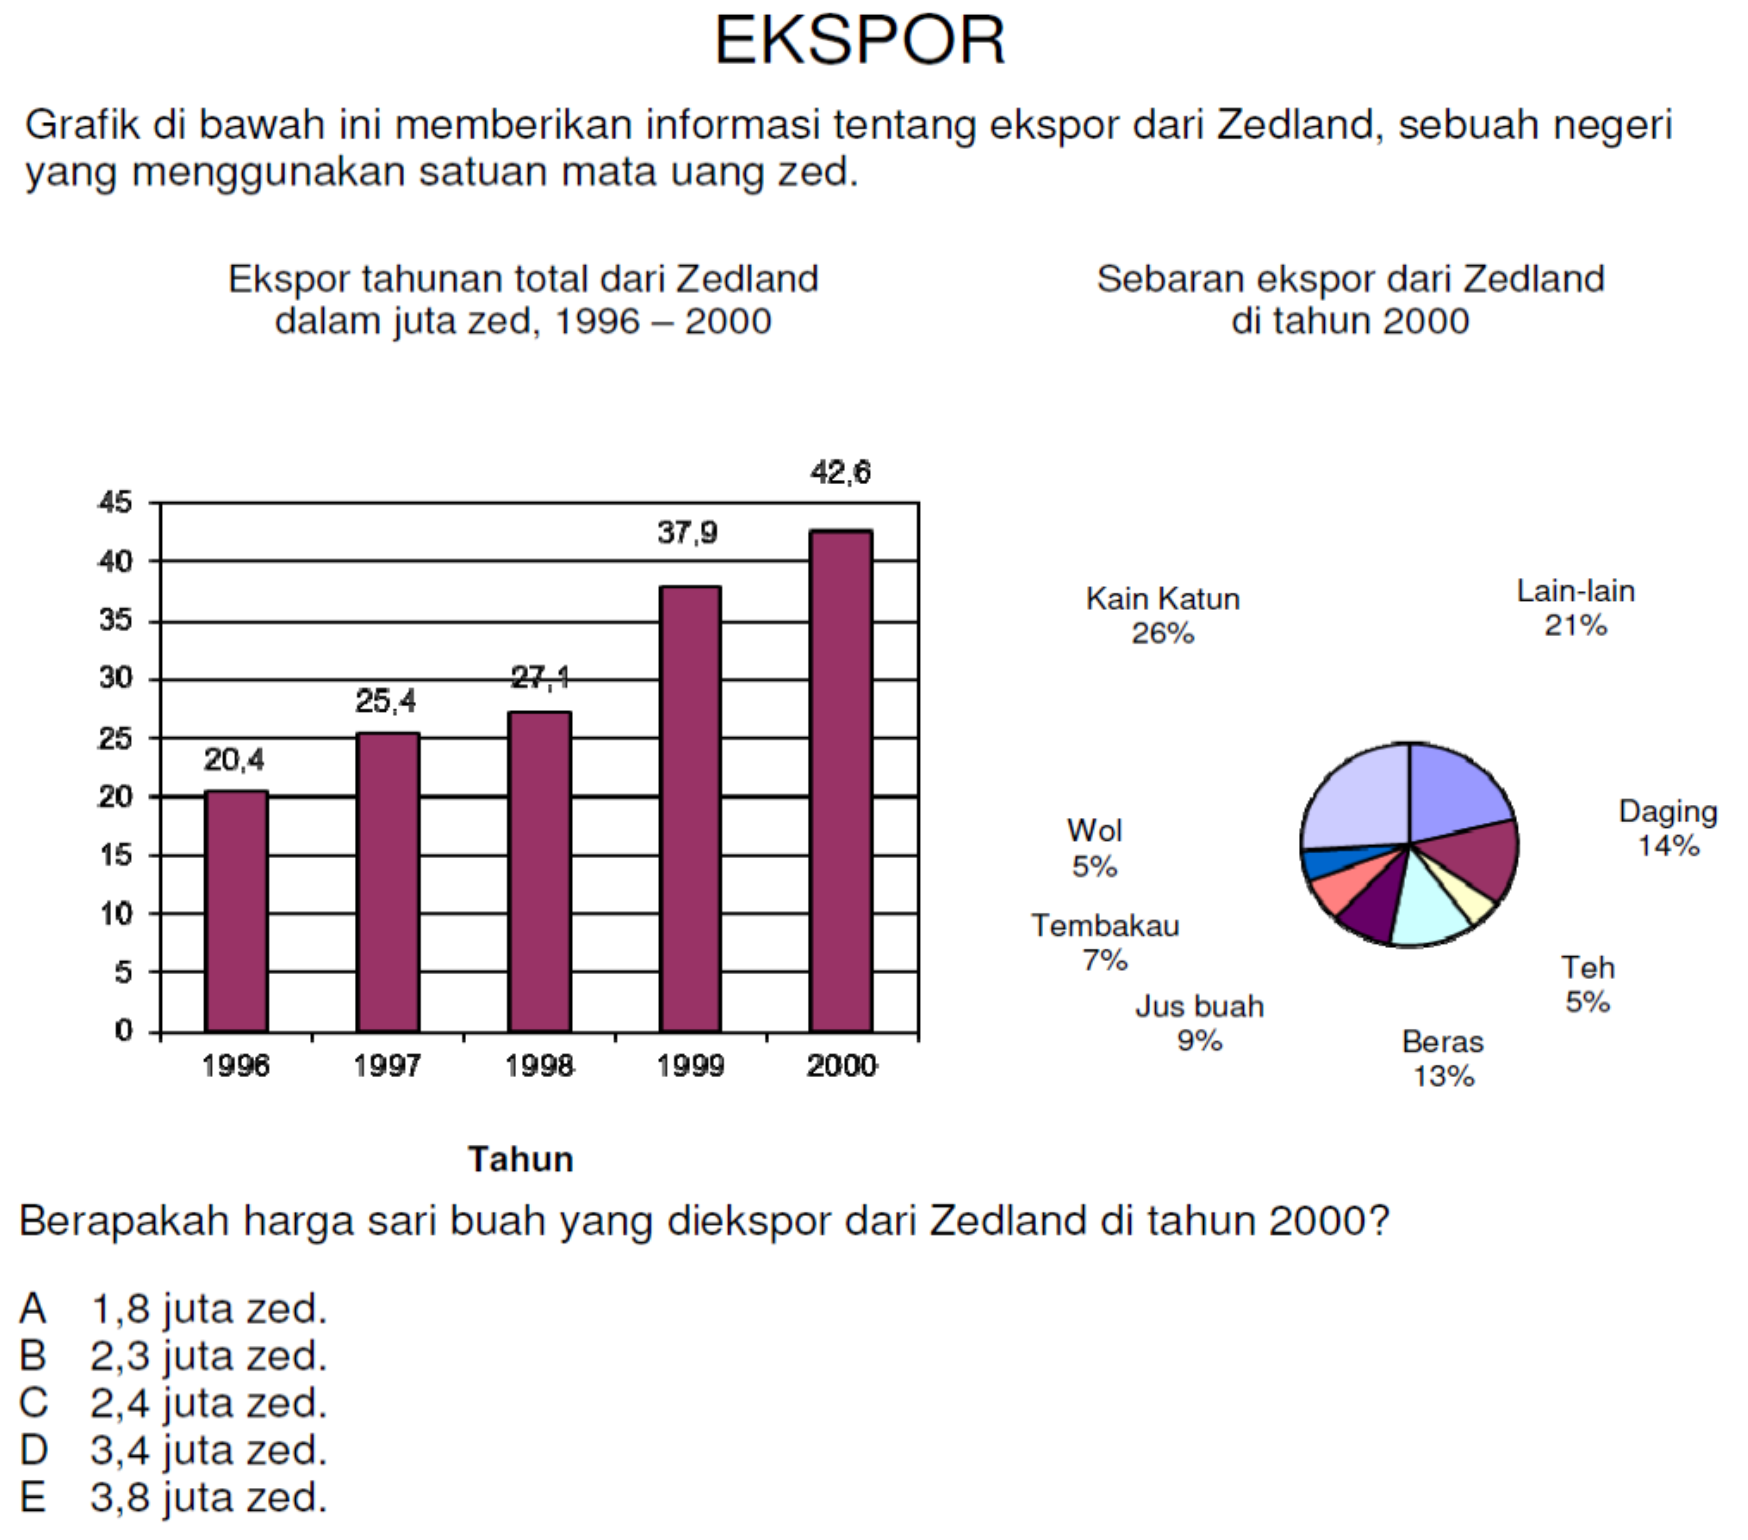 EKSPOR
Grafik di bawah ini memberikan informasi tentang ekspor dari Zedland, sebuah negeri
yang menggunakan satuan mata uang zed.
Ekspor tahunan total dari Zedland
dalam juta zed, 1996 – 2000
Sebaran ekspor dari Zedland
di tahun 2000
45
40
35
30
25
20
15
10
5
0
20,4
25,4
27,1
37,9
42,6
1996
1997
1998
1999
2000
Tahun
Kain Katun
26%
Lain-lain
21%
Daging
14%
Teh
5%
Beras
13%
Jus buah
9%
Tembakau
7%
Wol
5%
Berapakah harga sari buah yang diekspor dari Zedland di tahun 2000?
A 1,8 juta zed.
B 2,3 juta zed.
C 2,4 juta zed.
D 3,4 juta zed.
E 3,8 juta zed.